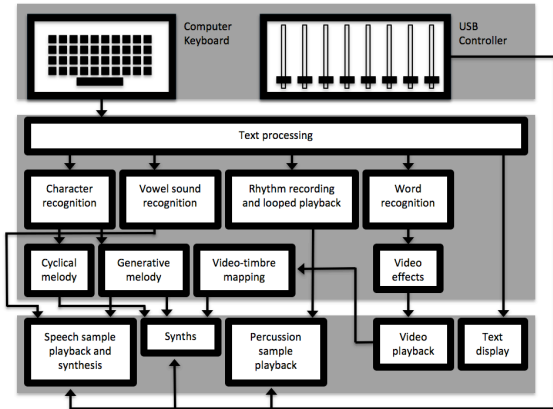 Computer
Keyboard
USB
Controller
Text processing
Character
recognition
Vowel sound
recognition
Rhythm recording
and looped playback
Word
recognition
Cyclical
melody
Generative
melody
Video-timbre
mapping
Video
effects
Speech sample
playback and
synthesis
Synths
Percussion
sample
playback
Video
playback
Text
display